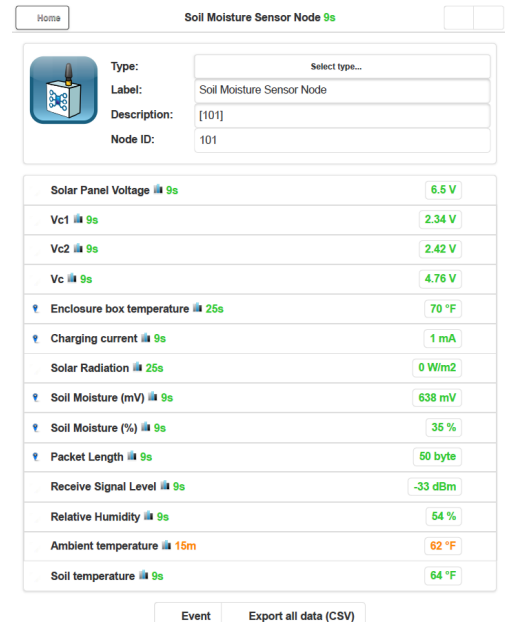 Home
Soil Moisture Sensor Node 9s
Type: Select type...
Label: Soil Moisture Sensor Node
Description: [101]
Node ID: 101
Solar Panel Voltage 9s 6.5 V
Vc1 9s 2.34 V
Vc2 9s 2.42 V
Vc 9s 4.76 V
Enclosure box temperature 25s 70 °F
Charging current 9s 1 mA
Solar Radiation 25s 0 W/m2
Soil Moisture (mV) 9s 638 mV
Soil Moisture (%) 9s 35 %
Packet Length 9s 50 byte
Receive Signal Level 9s -33 dBm
Relative Humidity 9s 54 %
Ambient temperature 15m 62 °F
Soil temperature 9s 64 °F
Event Export all data (CSV)